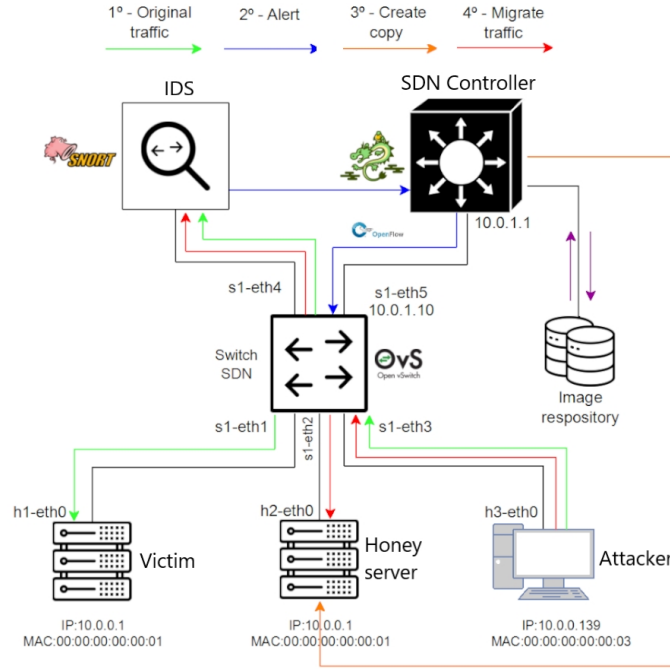 1º - Original
traffic
2º - Alert
3º - Create
copy
4º - Migrate
traffic
IDS
SDN Controller
SNORT
10.0.1.1
OpenFlow
s1-eth4
s1-eth5
10.0.1.10
Switch
SDN
OvS
Open vSwitch
Image
respository
s1-eth1
s1-eth2
s1-eth3
h1-eth0
h2-eth0
h3-eth0
Victim
Honey
server
Attacker
IP:10.0.0.1
MAC:00:00:00:00:00:01
IP:10.0.0.1
MAC:00:00:00:00:00:01
IP:10.0.0.139
MAC:00:00:00:00:00:03